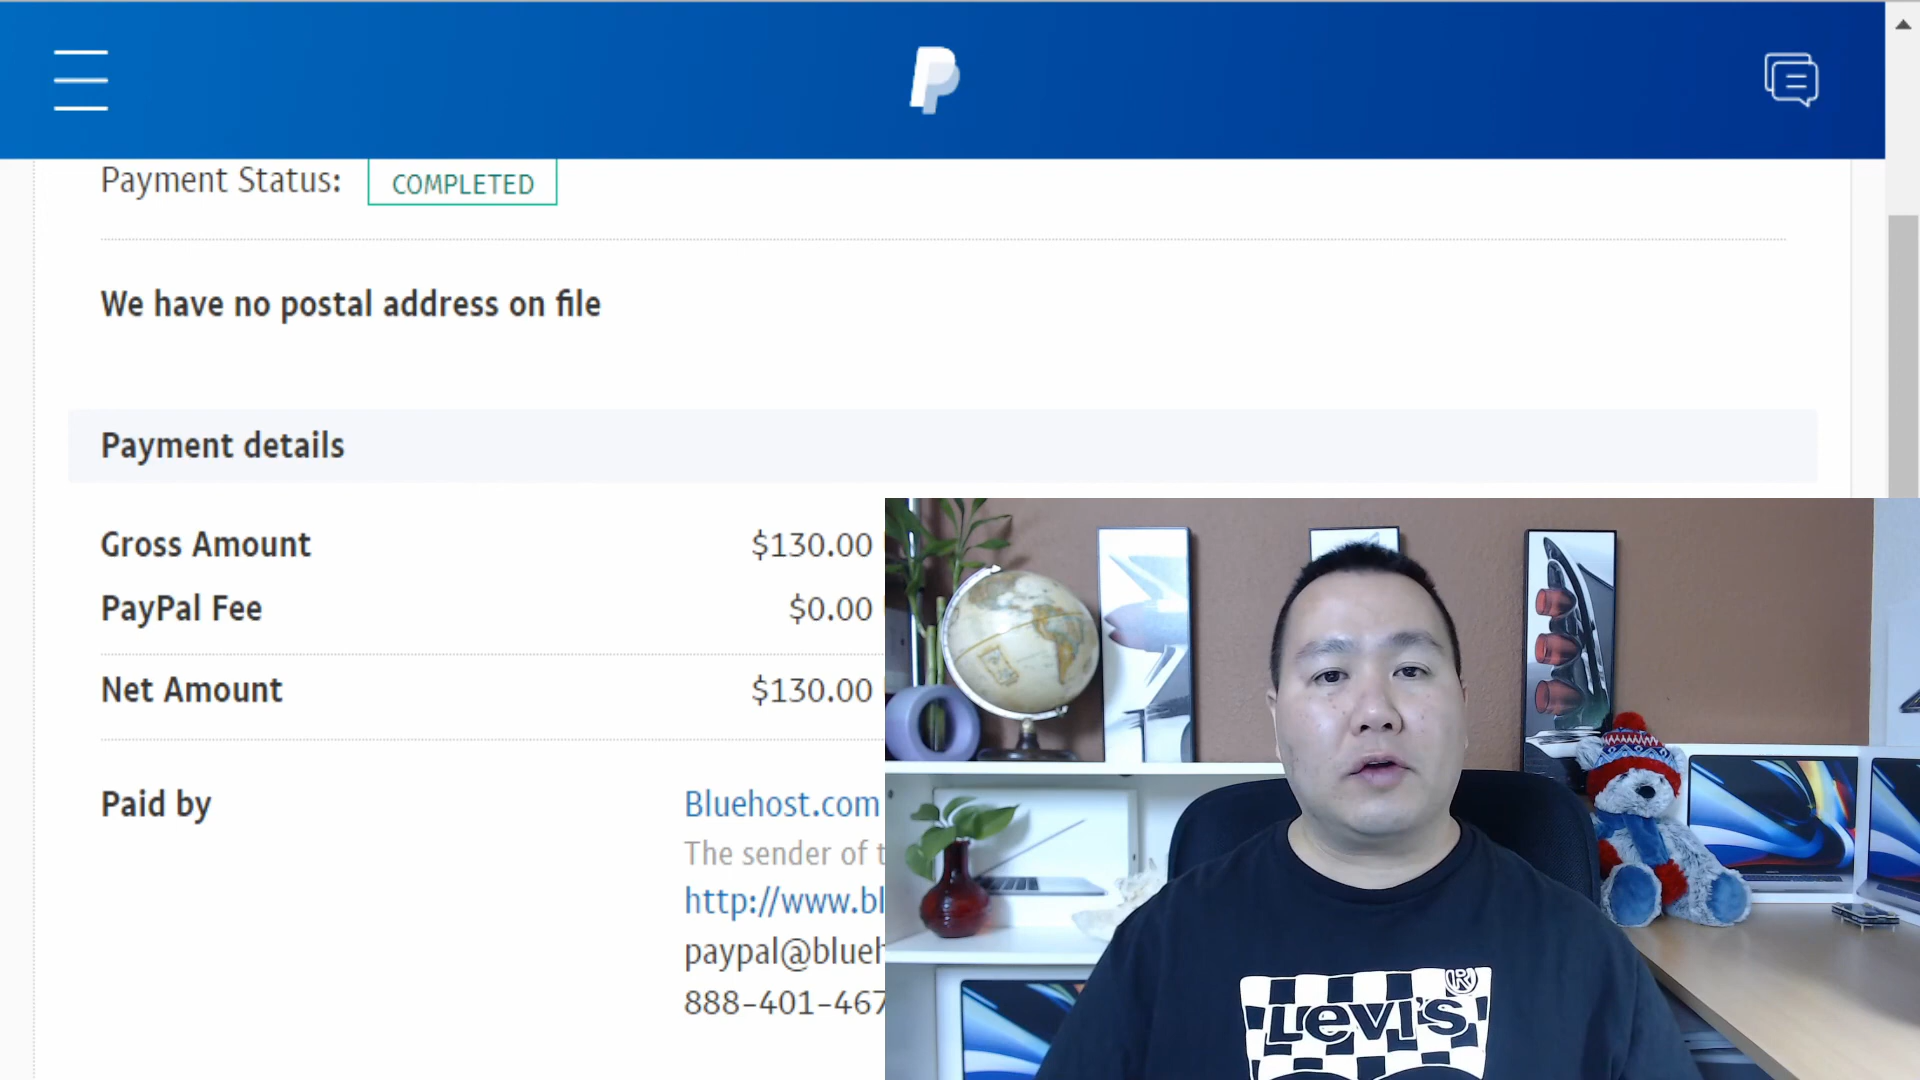 Payment Status: COMPLETED
We have no postal address on file
Payment details
Gross Amount $130.00
PayPal Fee $0.00
Net Amount $130.00
Paid by Bluehost.com
The sender of t
http://www.bl
paypal@blueh
888-401-467
Levi's
®